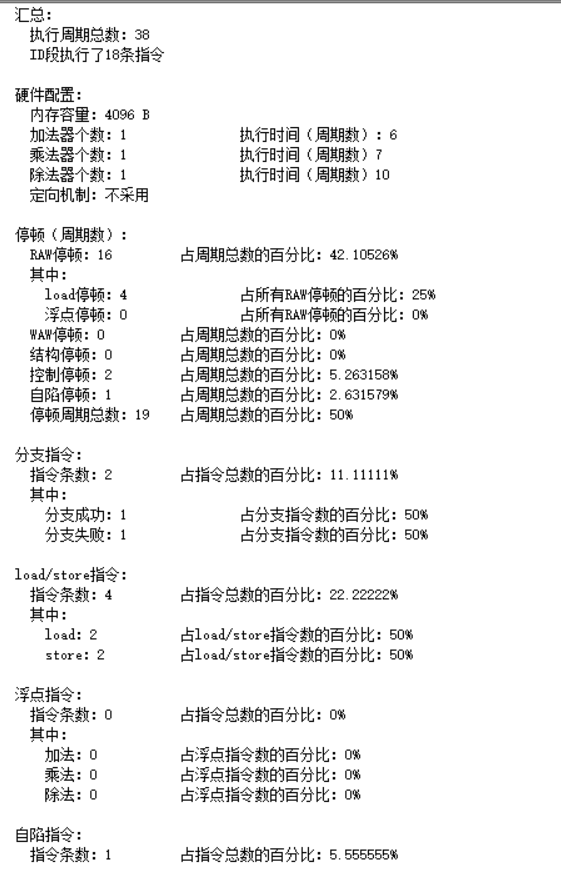 汇总:
执行周期总数: 38
ID段执行了18条指令
硬件配置:
内存容量: 4096 B
加法器个数: 1 执行时间（周期数）: 6
乘法器个数: 1 执行时间（周期数）7
除法器个数: 1 执行时间（周期数）10
定向机制: 不采用
停顿（周期数）:
RAW停顿: 16 占周期总数的百分比: 42.10526%
其中:
load停顿: 4 占所有RAW停顿的百分比: 25%
浮点停顿: 0 占所有RAW停顿的百分比: 0%
WAW停顿: 0 占周期总数的百分比: 0%
结构停顿: 0 占周期总数的百分比: 0%
控制停顿: 2 占周期总数的百分比: 5.263158%
自陷停顿: 1 占周期总数的百分比: 2.631579%
停顿周期总数: 19 占周期总数的百分比: 50%
分支指令:
指令条数: 2 占指令总数的百分比: 11.11111%
其中:
分支成功: 1 占分支指令数的百分比: 50%
分支失败: 1 占分支指令数的百分比: 50%
load/store指令:
指令条数: 4 占指令总数的百分比: 22.22222%
其中:
load: 2 占load/store指令数的百分比: 50%
store: 2 占load/store指令数的百分比: 50%
浮点指令:
指令条数: 0 占指令总数的百分比: 0%
其中:
加法: 0 占浮点指令数的百分比: 0%
乘法: 0 占浮点指令数的百分比: 0%
除法: 0 占浮点指令数的百分比: 0%
自陷指令:
指令条数: 1 占指令总数的百分比: 5.555555%